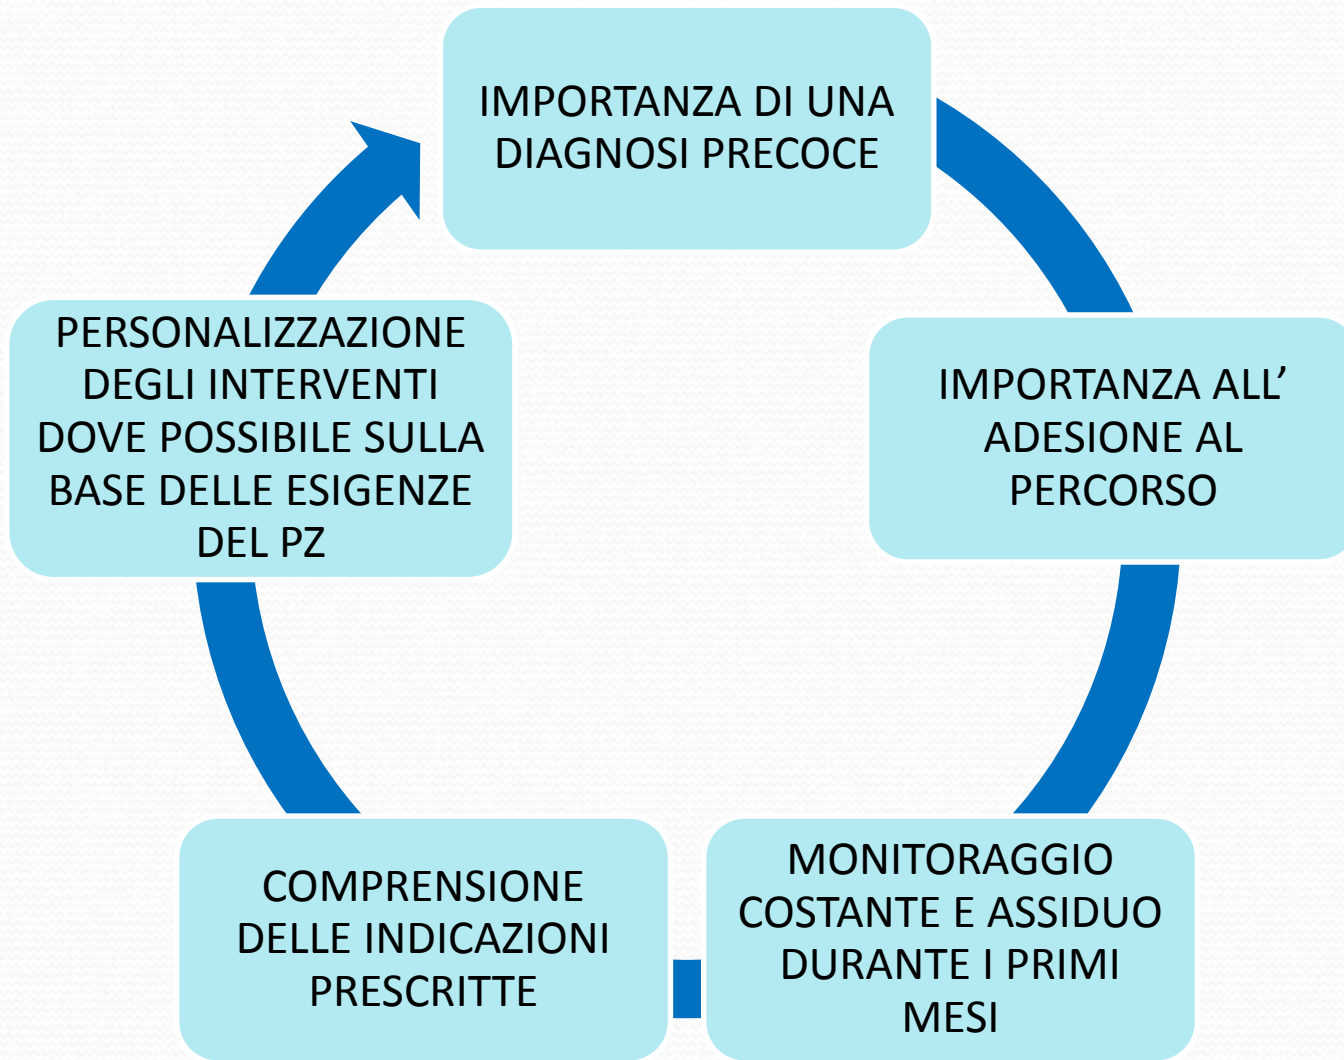 IMPORTANZA DI UNA
DIAGNOSI PRECOCE
IMPORTANZA ALL’
ADESIONE AL
PERCORSO
MONITORAGGIO
COSTANTE E ASSIDUO
DURANTE I PRIMI
MESI
COMPRENSIONE
DELLE INDICAZIONI
PRESCRITTE
PERSONALIZZAZIONE
DEGLI INTERVENTI
DOVE POSSIBILE SULLA
BASE DELLE ESIGENZE
DEL PZ